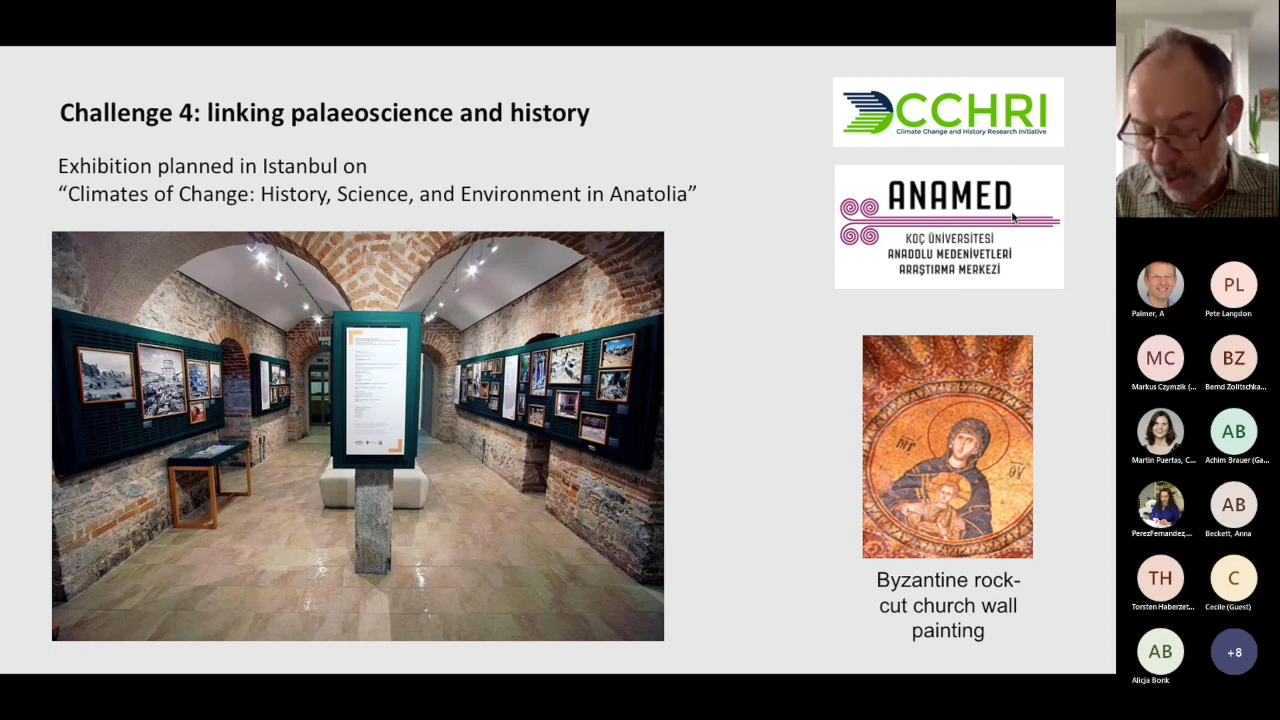 Challenge 4: linking palaeoscience and history
Exhibition planned in Istanbul on
“Climates of Change: History, Science, and Environment in Anatolia”
CCHRI
Climate Change and History Research Initiative
ANAMED
KOÇ ÜNİVERSİTESİ
ANADOLU MEDENİYETLERİ
ARAŞTIRMA MERKEZİ
Byzantine rock-
cut church wall
painting
Palmer, A
PL
Pete Langdon
MC
Markus Czymzik (...
BZ
Bernd Zolitschka...
Martin Puertas, C...
AB
Achim Brauer (Ga...
PerezFernandez,...
AB
Beckett, Anna
TH
Torsten Haberzet...
C
Cecile (Guest)
AB
Alicja Bonk
+8